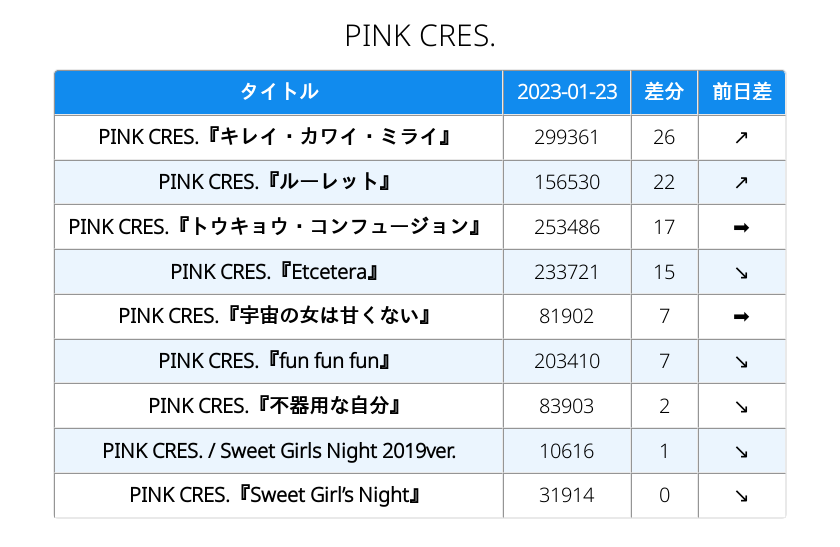 PINK CRES.
タイトル 2023-01-23 差分 前日差
PINK CRES.『キレイ・カワイ・ミライ』 299361 26 ↗
PINK CRES.『ルーレット』 156530 22 ↗
PINK CRES.『トウキョウ・コンフュージョン』 253486 17 ➡
PINK CRES.『Etcetera』 233721 15 ↘
PINK CRES.『宇宙の女は甘くない』 81902 7 ➡
PINK CRES.『fun fun fun』 203410 7 ↘
PINK CRES.『不器用な自分』 83903 2 ↘
PINK CRES. / Sweet Girls Night 2019ver. 10616 1 ↘
PINK CRES.『Sweet Girl’s Night』 31914 0 ↘